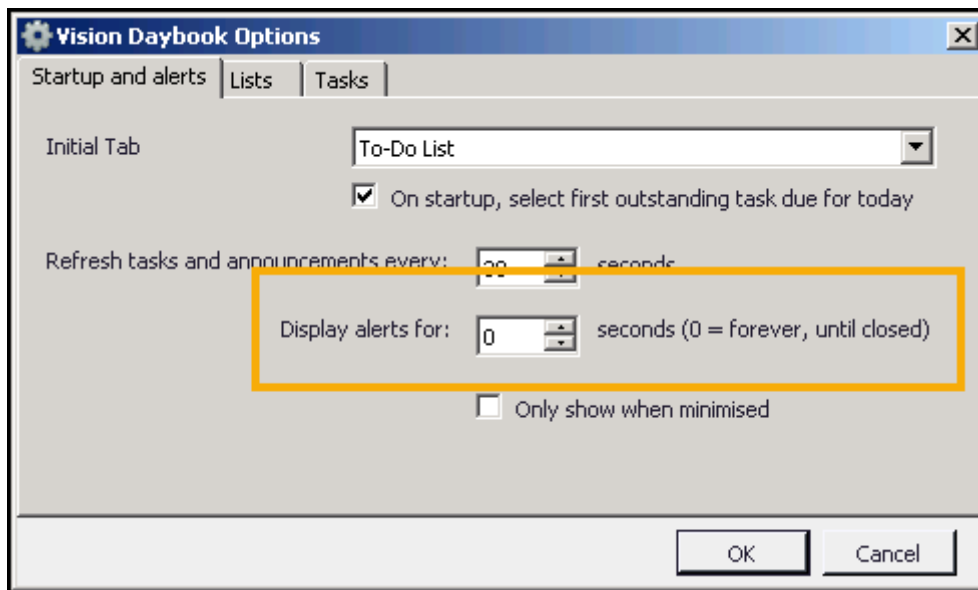 Vision Daybook Options
Startup and alerts Lists Tasks
Initial Tab To-Do List
On startup, select first outstanding task due for today
Refresh tasks and announcements every: seconds
Display alerts for: 0 seconds (0 = forever, until closed)
Only show when minimised
OK Cancel